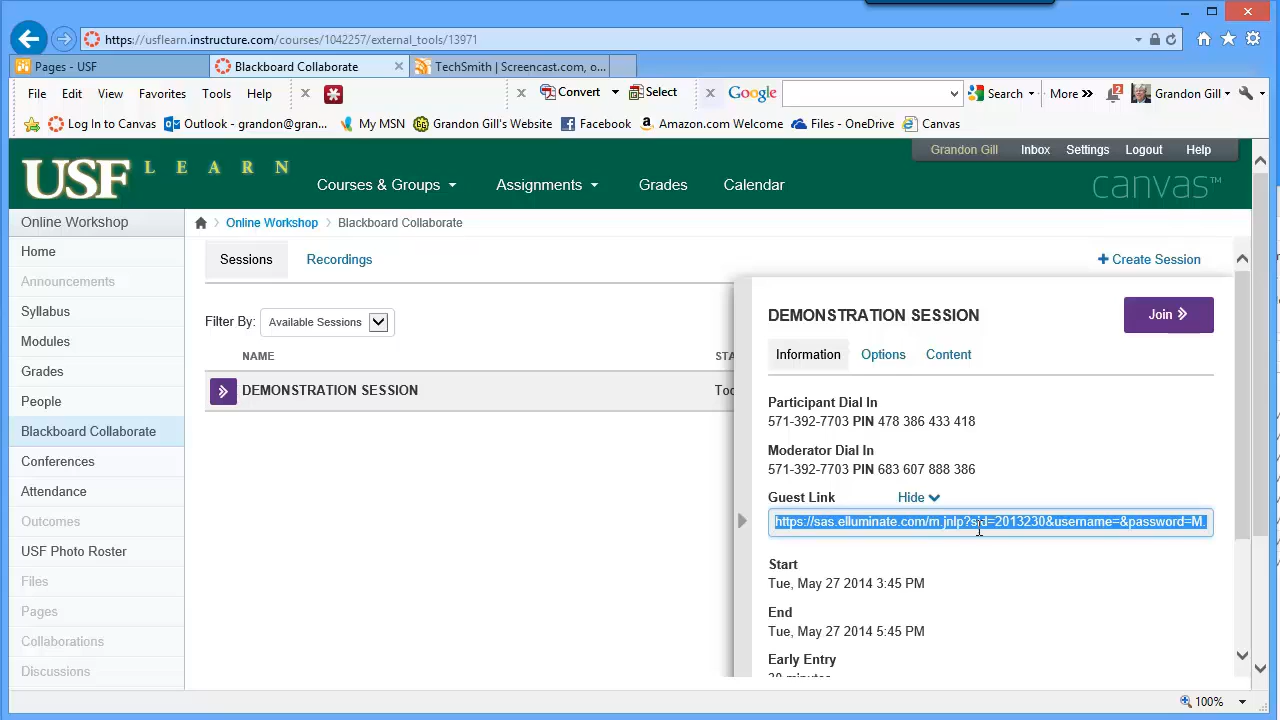 https://usflearn.instructure.com/courses/1042257/external_tools/13971
Pages - USF
Blackboard Collaborate
TechSmith | Screencast.com, o...
File Edit View Favorites Tools Help
Convert
Select
Google
Search
More
2
Grandon Gill
Log In to Canvas
Outlook - grandon@gran...
My MSN
Grandon Gill's Website
Facebook
Amazon.com Welcome
Files - OneDrive
Canvas
USF LEARN
Grandon Gill Inbox Settings Logout Help
Courses & Groups Assignments Grades Calendar
canvas™
Online Workshop
Home
Announcements
Syllabus
Modules
Grades
People
Blackboard Collaborate
Conferences
Attendance
Outcomes
USF Photo Roster
Files
Pages
Collaborations
Discussions
Online Workshop Blackboard Collaborate
Sessions Recordings
+ Create Session
Filter By: Available Sessions
NAME STA
DEMONSTRATION SESSION Too
DEMONSTRATION SESSION
Join
Information Options Content
Participant Dial In
571-392-7703 PIN 478 386 433 418
Moderator Dial In
571-392-7703 PIN 683 607 888 386
Guest Link Hide
https://sas.elluminate.com/m.jnlp?sid=2013230&username=&password=M.
Start
Tue, May 27 2014 3:45 PM
End
Tue, May 27 2014 5:45 PM
Early Entry
30 minutes
100%